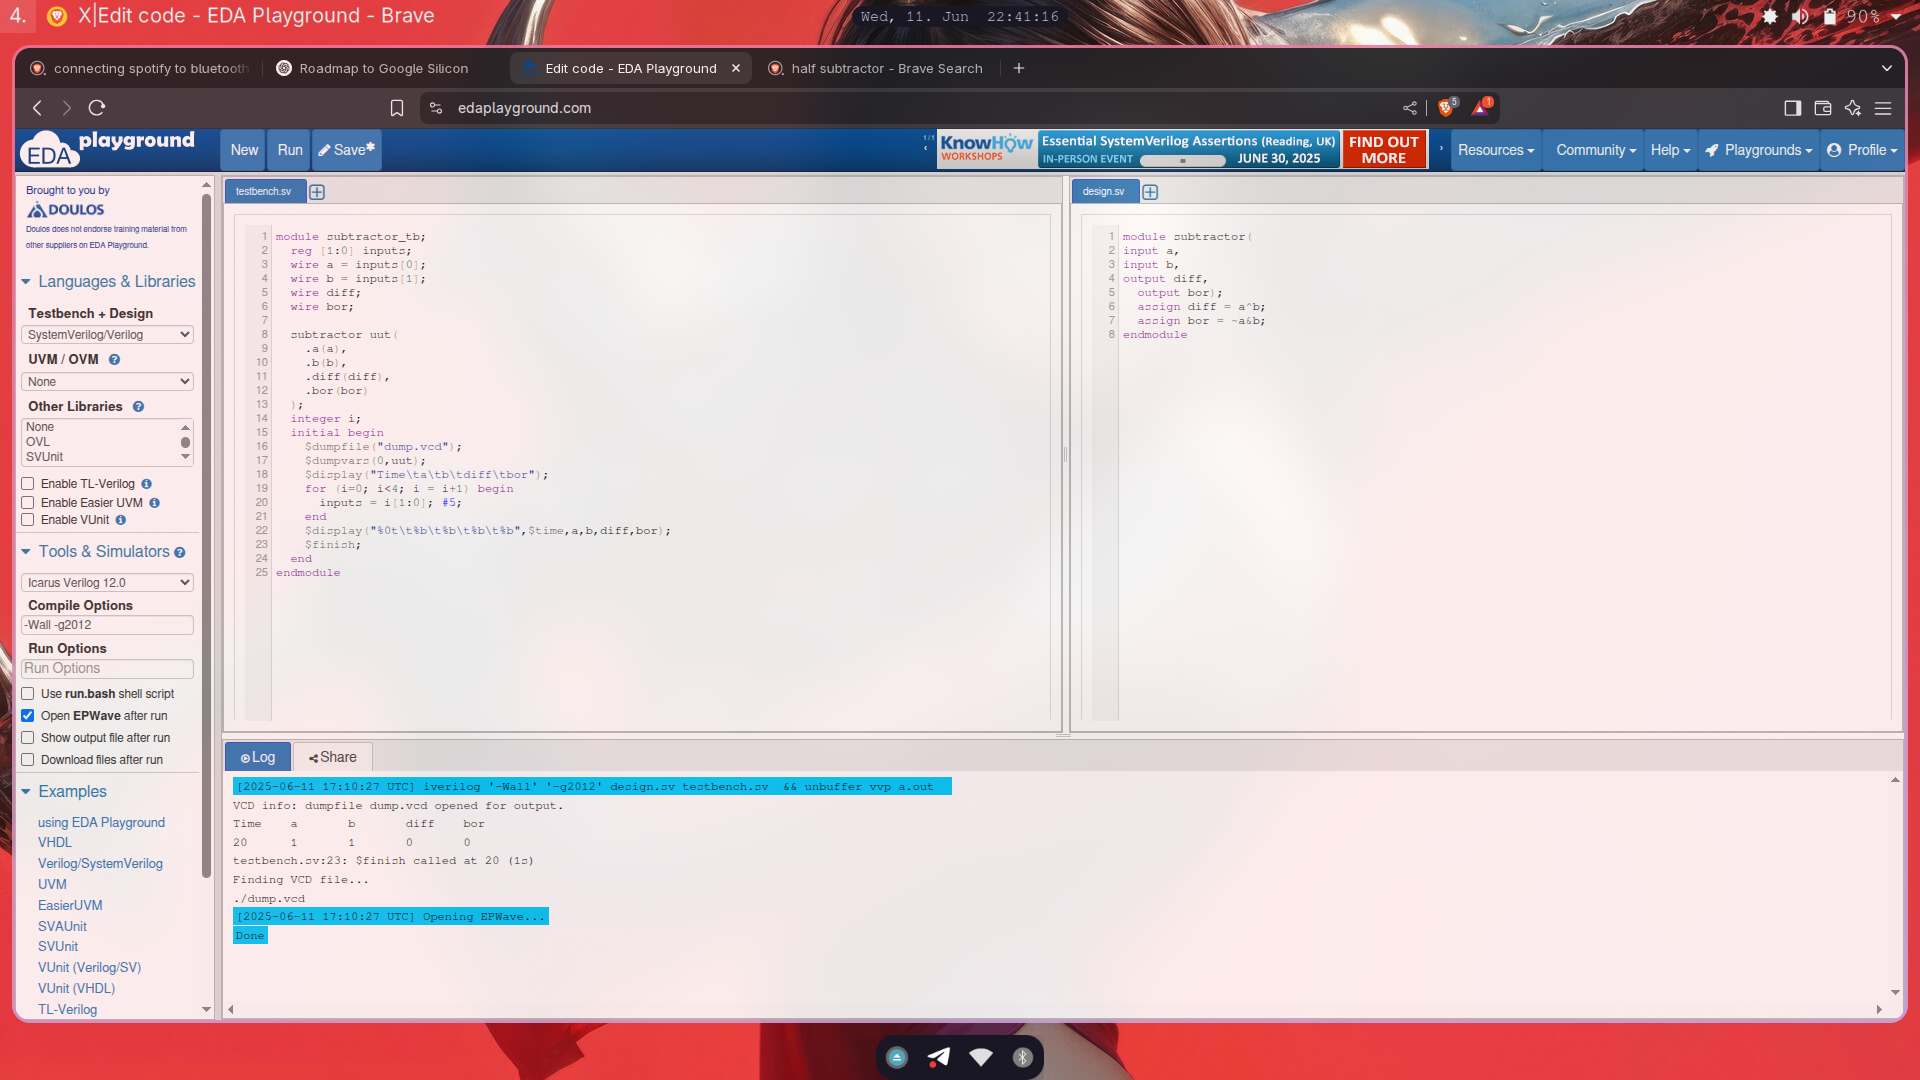 4.
X|Edit code - EDA Playground - Brave
Wed, 11. Jun 22:41:16
90%
connecting spotify to bluetooth
Roadmap to Google Silicon
Edit code - EDA Playground
half subtractor - Brave Search
edaplayground.com
5
1
EDA playground
New
Run
Save*
1/1
KnowHow WORKSHOPS
Essential SystemVerilog Assertions (Reading, UK)
IN-PERSON EVENT
JUNE 30, 2025
FIND OUT MORE
Resources
Community
Help
Playgrounds
Profile
Brought to you by
DOULOS
Doulos does not endorse training material from
other suppliers on EDA Playground.
Languages & Libraries
Testbench + Design
SystemVerilog/Verilog
UVM / OVM
None
Other Libraries
None
OVL
SVUnit
Enable TL-Verilog
Enable Easier UVM
Enable VUnit
Tools & Simulators
Icarus Verilog 12.0
Compile Options
-Wall -g2012
Run Options
Run Options
Use run.bash shell script
Open EPWave after run
Show output file after run
Download files after run
Examples
using EDA Playground
VHDL
Verilog/SystemVerilog
UVM
EasierUVM
SVAUnit
SVUnit
VUnit (Verilog/SV)
VUnit (VHDL)
TL-Verilog
testbench.sv
1 module subtractor_tb;
2 reg [1:0] inputs;
3 wire a = inputs[0];
4 wire b = inputs[1];
5 wire diff;
6 wire bor;
7
8 subtractor uut(
9 .a(a),
10 .b(b),
11 .diff(diff),
12 .bor(bor)
13 );
14 integer i;
15 initial begin
16 $dumpfile("dump.vcd");
17 $dumpvars(0,uut);
18 $display("Time\ta\tb\tdiff\tbor");
19 for (i=0; i<4; i = i+1) begin
20 inputs = i[1:0]; #5;
21 end
22 $display("%0t\t%b\t%b\t%b\t%b",$time,a,b,diff,bor);
23 $finish;
24 end
25 endmodule
design.sv
1 module subtractor(
2 input a,
3 input b,
4 output diff,
5 output bor);
6 assign diff = a^b;
7 assign bor = ~a&b;
8 endmodule
Log
Share
[2025-06-11 17:10:27 UTC] iverilog '-Wall' '-g2012' design.sv testbench.sv && unbuffer vvp a.out
VCD info: dumpfile dump.vcd opened for output.
Time a b diff bor
20 1 1 0 0
testbench.sv:23: $finish called at 20 (1s)
Finding VCD file...
./dump.vcd
[2025-06-11 17:10:27 UTC] Opening EPWave...
Done